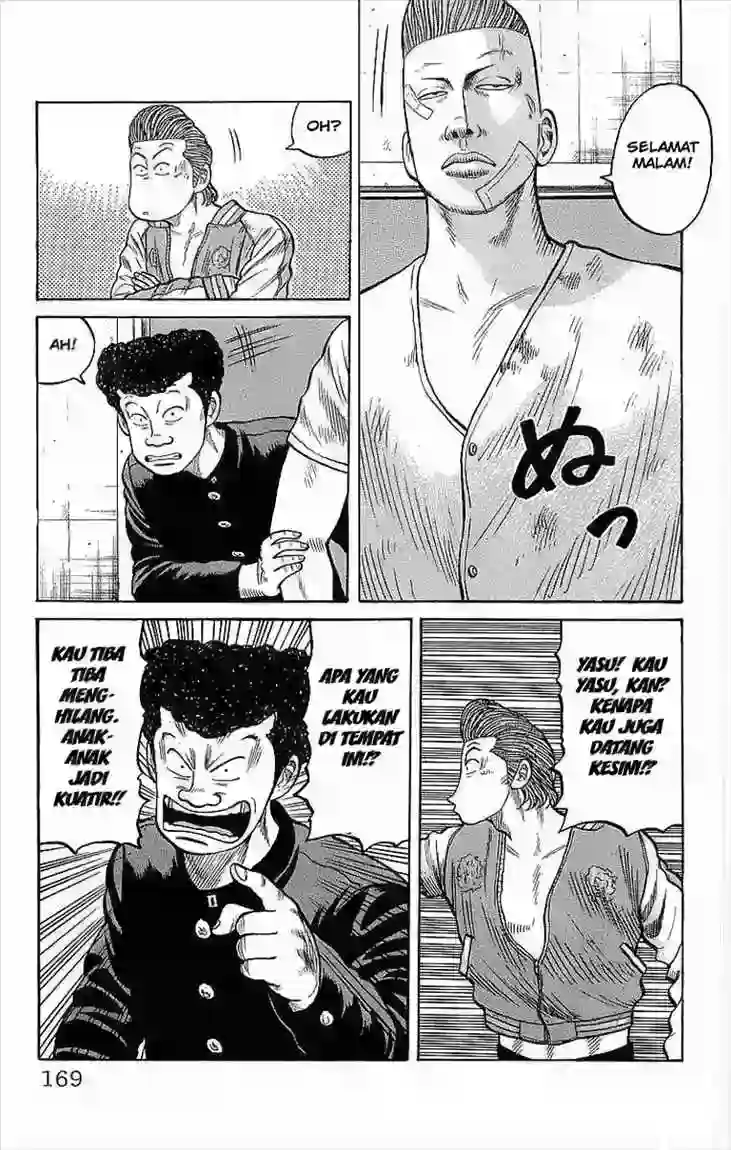 SELAMAT
MALAM!
ぬっ
OH?
AH!
YASU! KAU
YASU, KAN?
KENAPA
KAU JUGA
DATANG
KESINI!?
APA YANG
KAU
LAKUKAN
DI TEMPAT
INI!?
KAU TIBA
TIBA
MENG-
HILANG.
ANAK-
ANAK
JADI
KUATIR!!
169